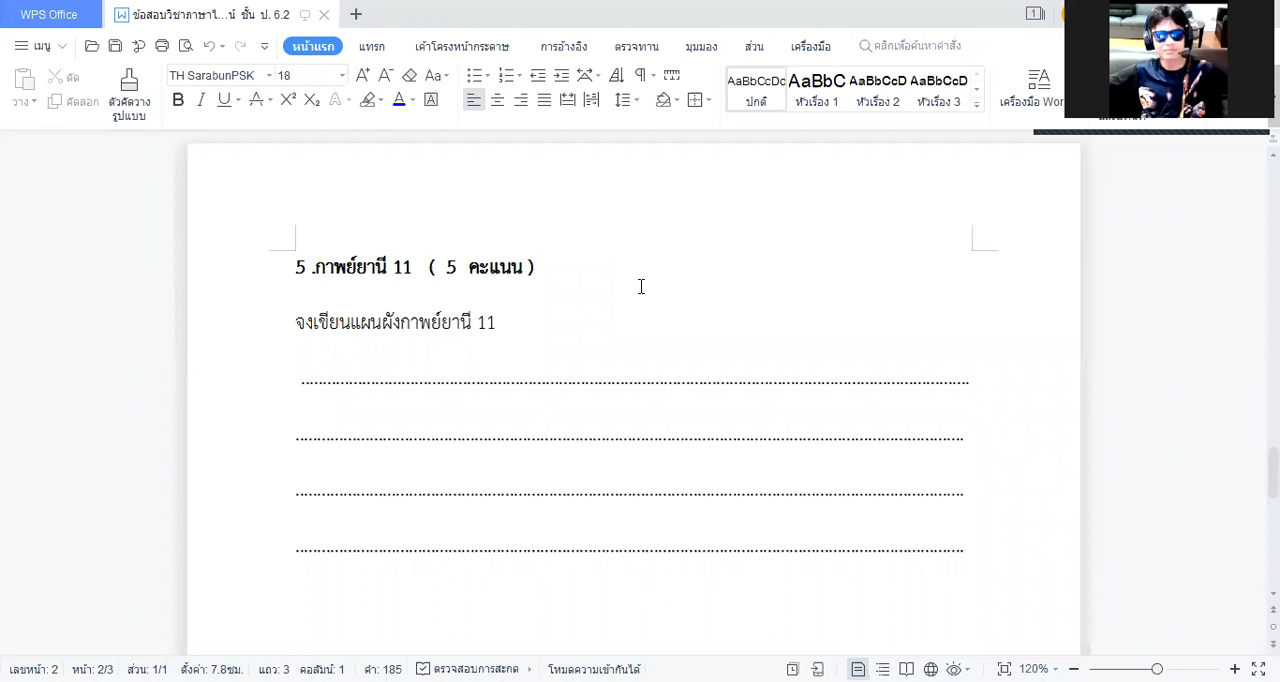 WPS Office
ข้อสอบวิชาภาษาไ...น์ ชั้น ป.6.2
เมนู
หน้าแรก
แทรก
เค้าโครงหน้ากระดาษ
การอ้างอิง
ตรวจทาน
มุมมอง
ส่วน
เครื่องมือ
คลิกเพื่อค้นหาคำสั่ง
วาง
ตัด
คัดลอก
ตัวคัดวาง
รูปแบบ
TH SarabunPSK
18
AaBbCcDc
AaBbC
AaBbCcD
AaBbCcD
ปกติ
หัวเรื่อง 1
หัวเรื่อง 2
หัวเรื่อง 3
เครื่องมือ Wor
5 .กาพย์ยานี 11 ( 5 คะแนน )
จงเขียนแผนผังกาพย์ยานี 11
เลขหน้า: 2
หน้า: 2/3
ส่วน: 1/1
ตั้งค่า: 7.8ซม.
แถว: 3
คอลัมน์: 1
คำ: 185
ตรวจสอบการสะกด
โหมดความเข้ากันได้
120%